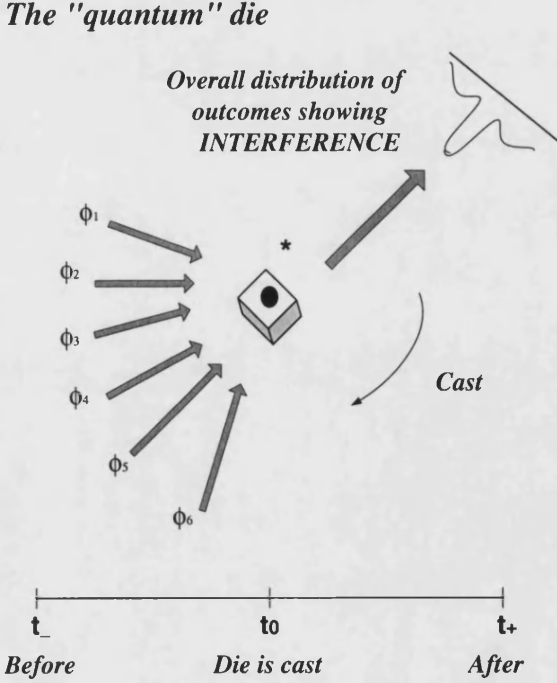 The "quantum" die
Overall distribution of
outcomes showing
INTERFERENCE
ϕ1
*
ϕ2
ϕ3
ϕ4
Cast
ϕ5
ϕ6
t_ t0 t+
Before Die is cast After